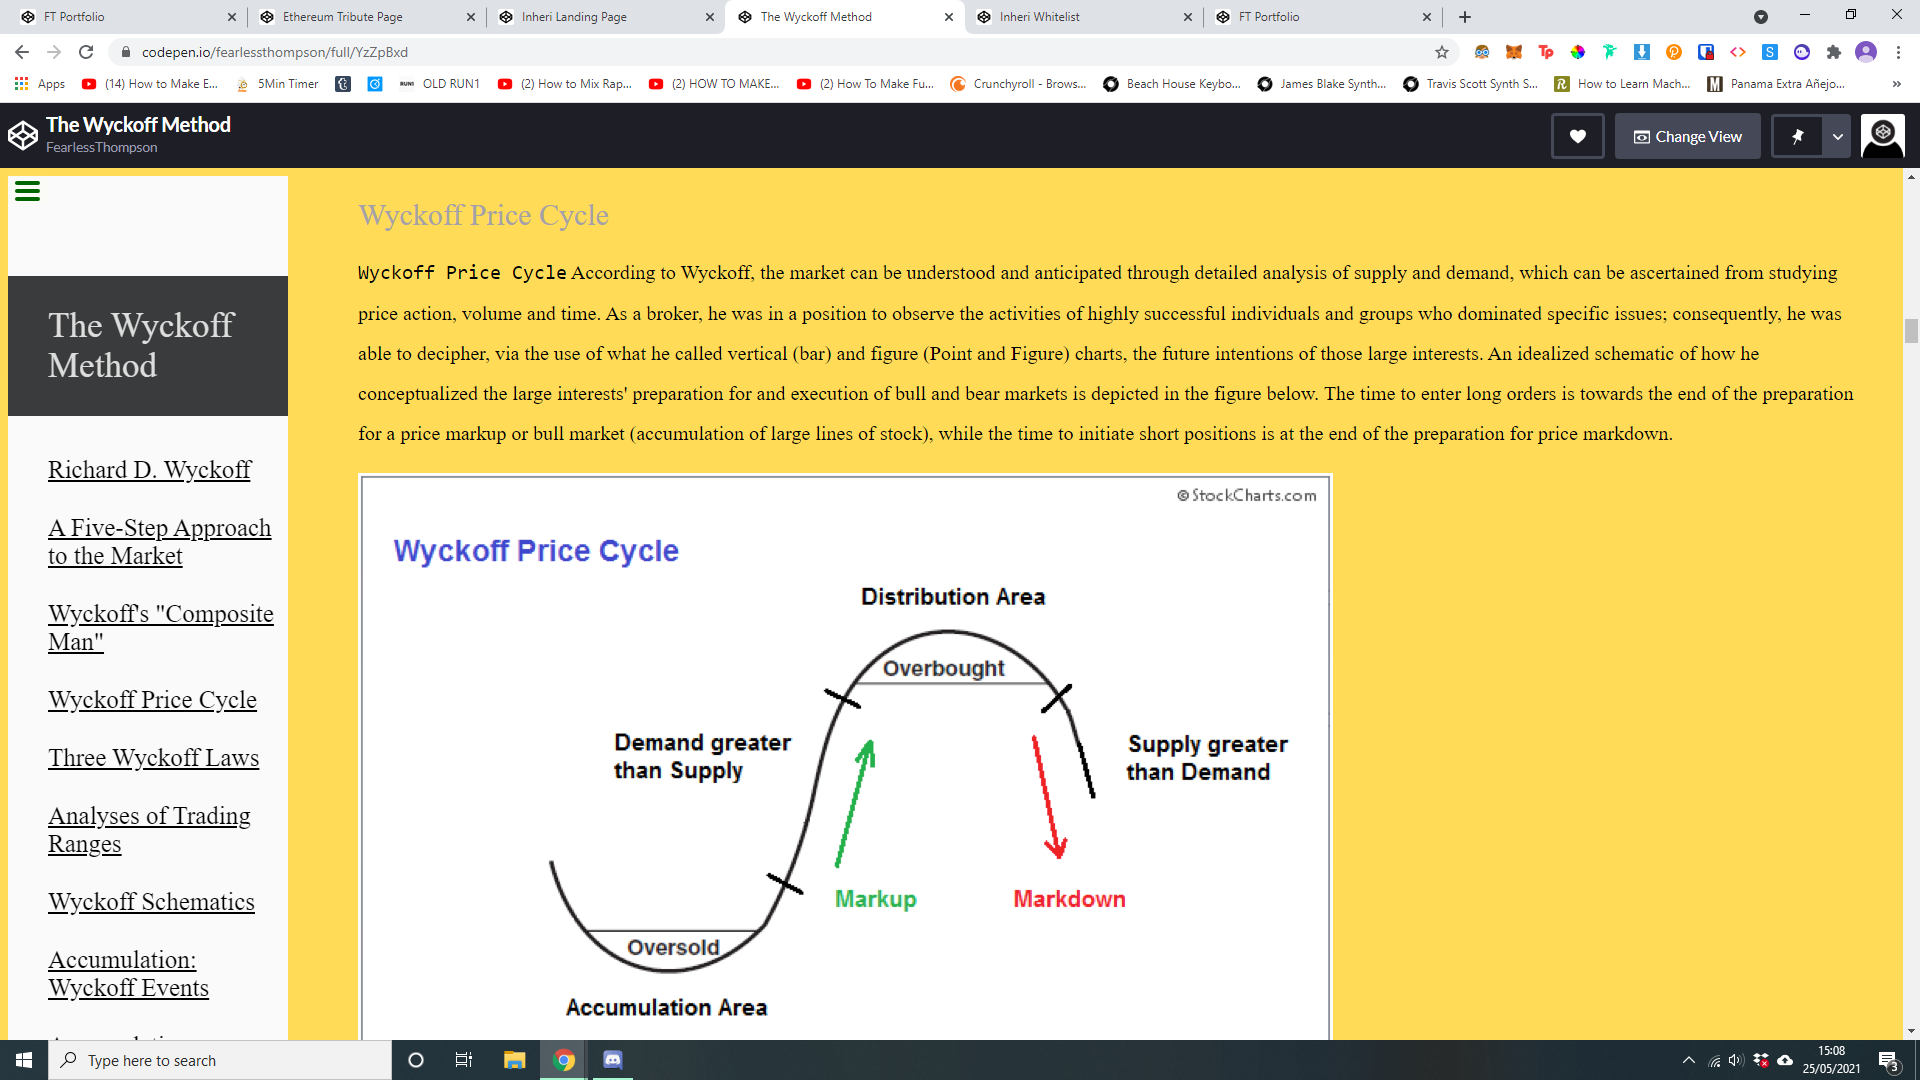 FT Portfolio
Ethereum Tribute Page
Inheri Landing Page
The Wyckoff Method
Inheri Whitelist
FT Portfolio
codepen.io/fearlessthompson/full/YzZpBxd
Apps
(14) How to Make E...
5Min Timer
OLD RUN1
(2) How to Mix Rap...
(2) HOW TO MAKE...
(2) How To Make Fu...
Crunchyroll - Brows...
Beach House Keybo...
James Blake Synth...
Travis Scott Synth S...
How to Learn Mach...
Panama Extra Añejo...
The Wyckoff Method
FearlessThompson
Change View
The Wyckoff
Method
Richard D. Wyckoff
A Five-Step Approach
to the Market
Wyckoff's "Composite
Man"
Wyckoff Price Cycle
Three Wyckoff Laws
Analyses of Trading
Ranges
Wyckoff Schematics
Accumulation:
Wyckoff Events
Wyckoff Price Cycle
Wyckoff Price Cycle According to Wyckoff, the market can be understood and anticipated through detailed analysis of supply and demand, which can be ascertained from studying
price action, volume and time. As a broker, he was in a position to observe the activities of highly successful individuals and groups who dominated specific issues; consequently, he was
able to decipher, via the use of what he called vertical (bar) and figure (Point and Figure) charts, the future intentions of those large interests. An idealized schematic of how he
conceptualized the large interests' preparation for and execution of bull and bear markets is depicted in the figure below. The time to enter long orders is towards the end of the preparation
for a price markup or bull market (accumulation of large lines of stock), while the time to initiate short positions is at the end of the preparation for price markdown.
© StockCharts.com
Wyckoff Price Cycle
Distribution Area
Overbought
Demand greater
than Supply
Supply greater
than Demand
Markup
Markdown
Oversold
Accumulation Area
Type here to search
15:08
25/05/2021
3